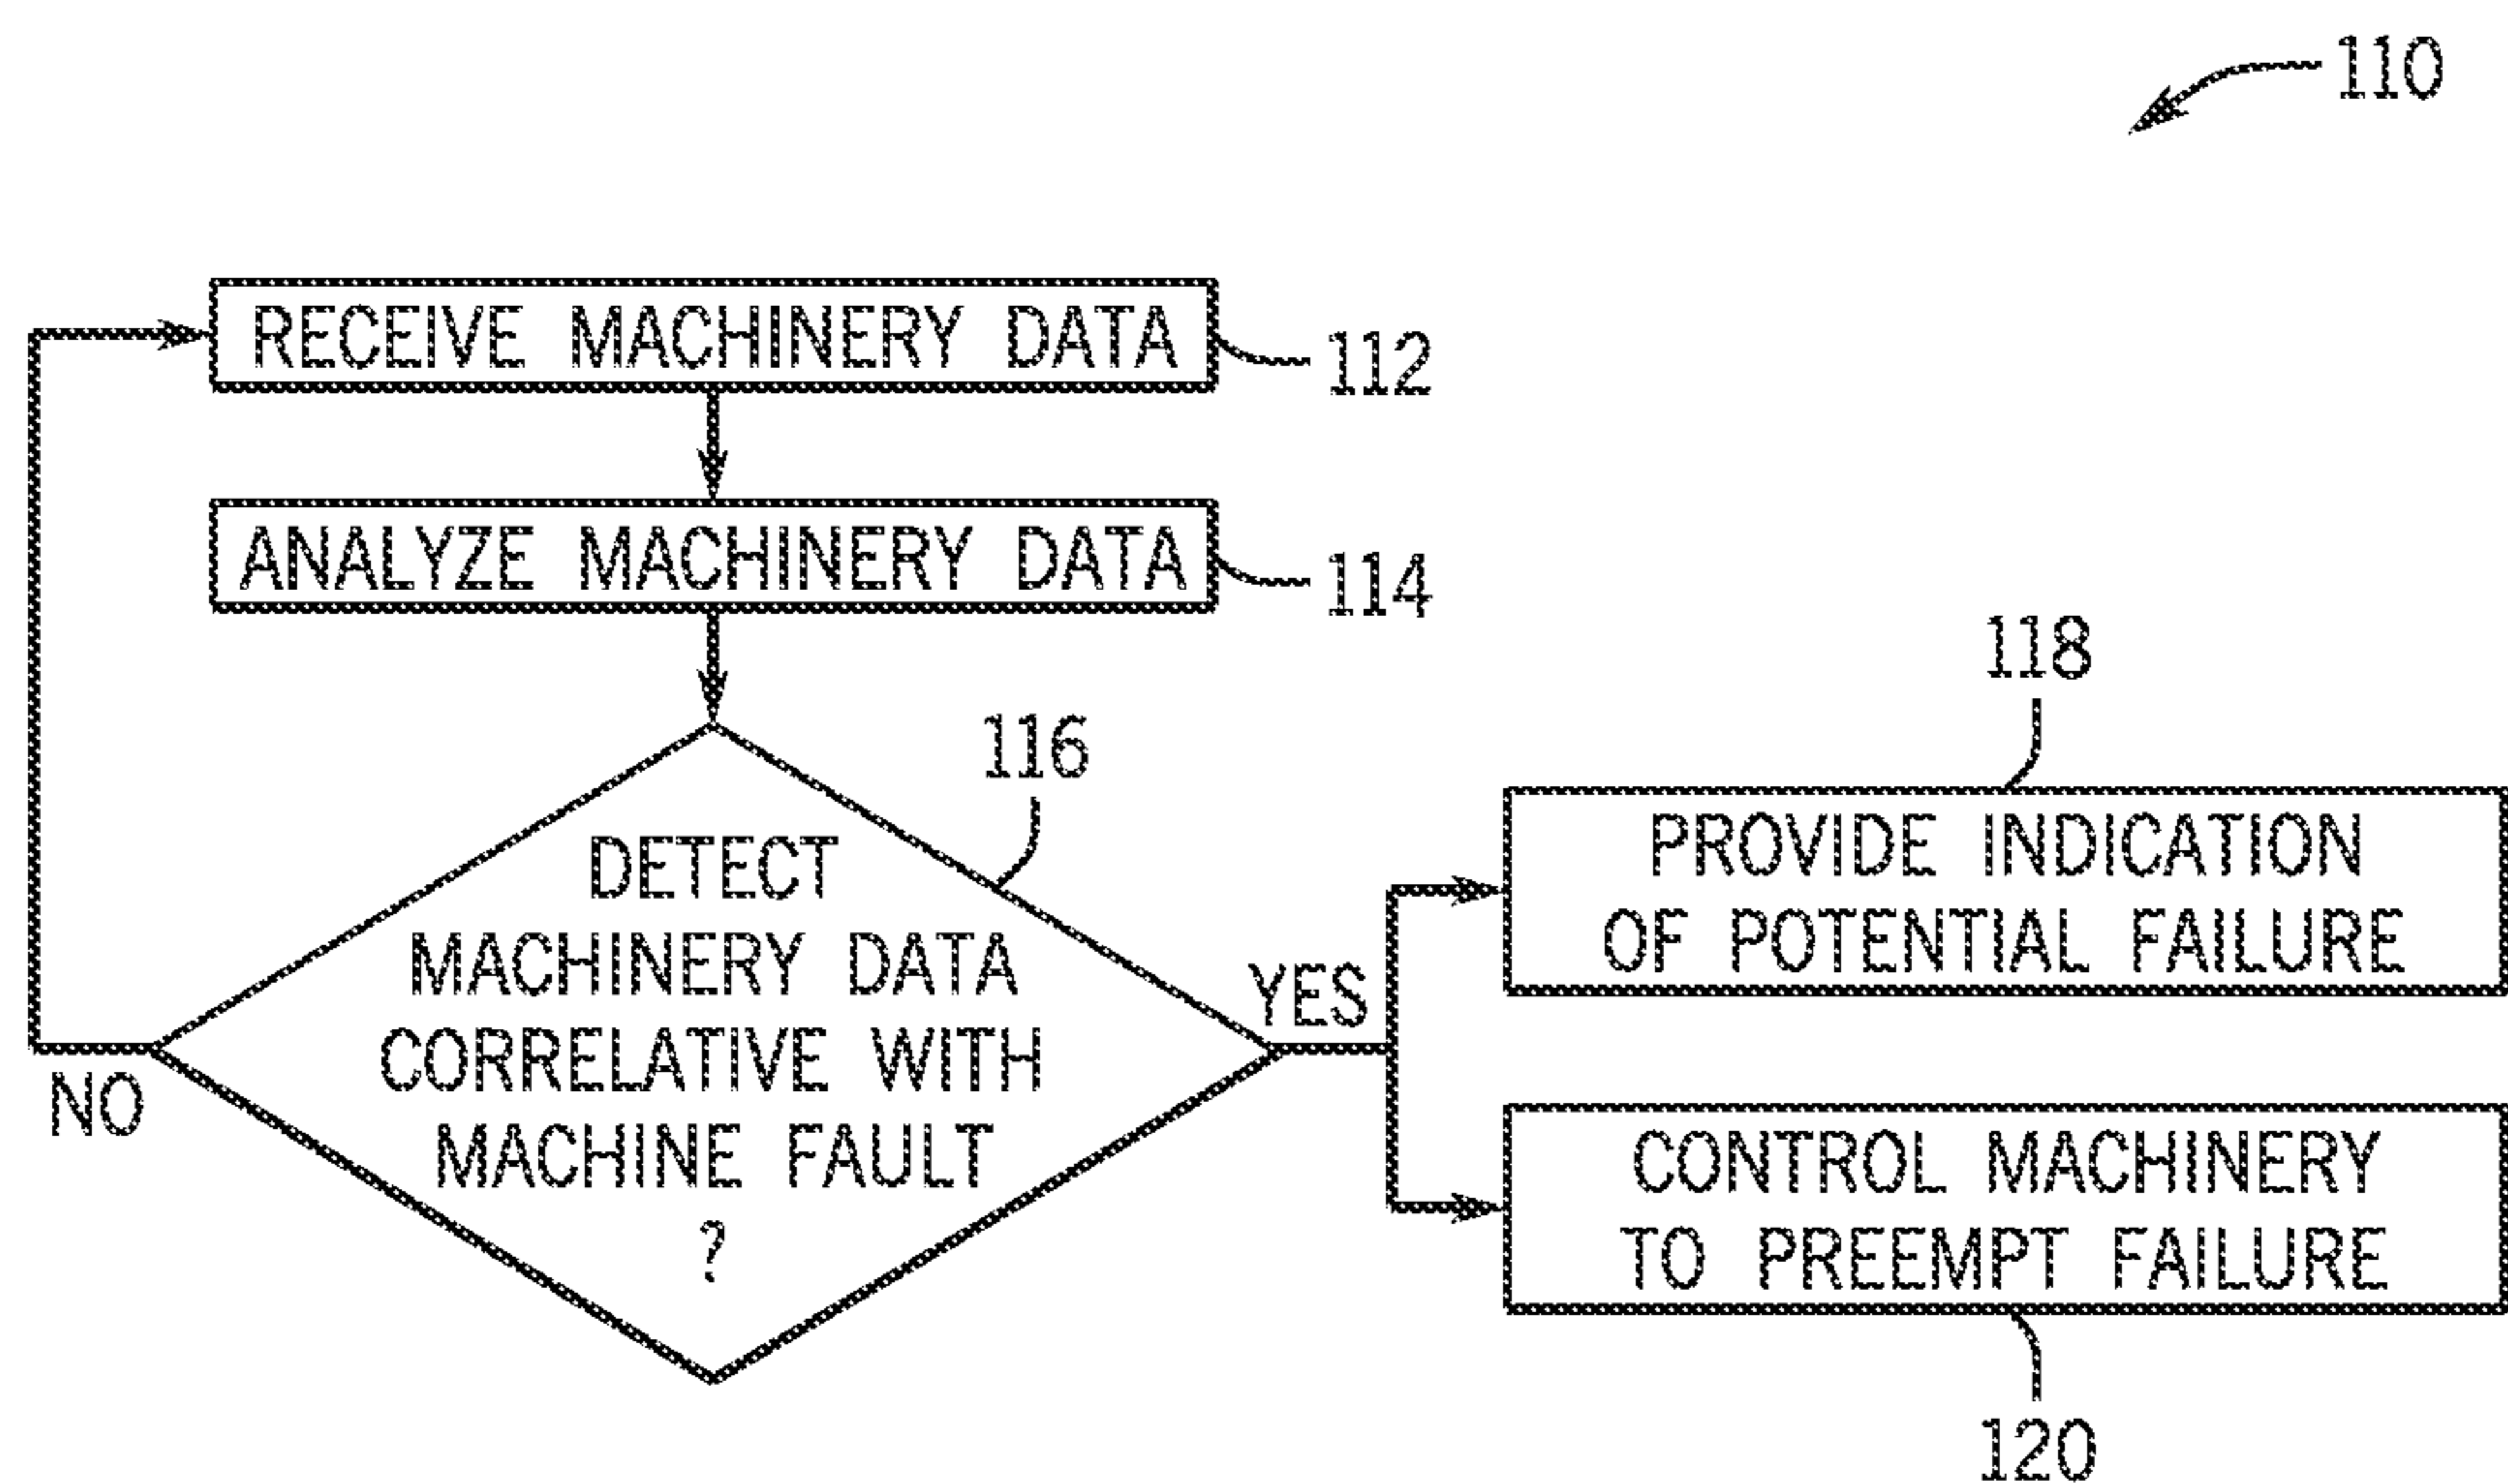 110
RECEIVE MACHINERY DATA
112
ANALYZE MACHINERY DATA
114
116
DETECT
MACHINERY DATA
CORRELATIVE WITH
MACHINE FAULT
?
NO
YES
118
PROVIDE INDICATION
OF POTENTIAL FAILURE
CONTROL MACHINERY
TO PREEMPT FAILURE
120